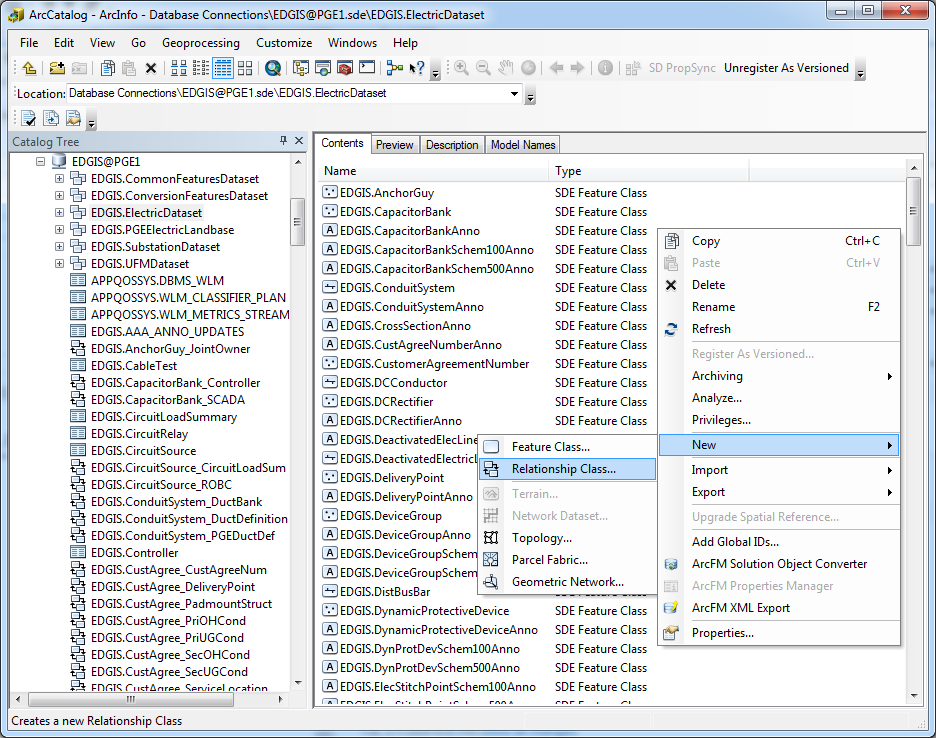 ArcCatalog - ArcInfo - Database Connections\EDGIS@PGE1.sde\EDGIS.ElectricDataset
File Edit View Go Geoprocessing Customize Windows Help
SD PropSync Unregister As Versioned
Location: Database Connections\EDGIS@PGE1.sde\EDGIS.ElectricDataset
Catalog Tree
EDGIS@PGE1
EDGIS.CommonFeaturesDataset
EDGIS.ConversionFeaturesDataset
EDGIS.ElectricDataset
EDGIS.PGEElectricLandbase
EDGIS.SubstationDataset
EDGIS.UFMDataset
APPQOSSYS.DBMS_WLM
APPQOSSYS.WLM_CLASSIFIER_PLAN
APPQOSSYS.WLM_METRICS_STREAM
EDGIS.AAA_ANNO_UPDATES
EDGIS.AnchorGuy_JointOwner
EDGIS.CableTest
EDGIS.CapacitorBank_Controller
EDGIS.CapacitorBank_SCADA
EDGIS.CircuitLoadSummary
EDGIS.CircuitRelay
EDGIS.CircuitSource
EDGIS.CircuitSource_CircuitLoadSum
EDGIS.CircuitSource_ROBC
EDGIS.ConduitSystem_DuctBank
EDGIS.ConduitSystem_DuctDefinition
EDGIS.ConduitSystem_PGEDuctDef
EDGIS.Controller
EDGIS.CustAgree_CustAgreeNum
EDGIS.CustAgree_DeliveryPoint
EDGIS.CustAgree_PadmountStruct
EDGIS.CustAgree_PriOHCond
EDGIS.CustAgree_PriUGCond
EDGIS.CustAgree_SecOHCond
EDGIS.CustAgree_SecUGCond
EDGIS.CustAgree_ServiceLocation
Contents Preview Description Model Names
Name Type
EDGIS.AnchorGuy SDE Feature Class
EDGIS.CapacitorBank SDE Feature Class
EDGIS.CapacitorBankAnno SDE Feature Class
EDGIS.CapacitorBankSchem100Anno SDE Feature Class
EDGIS.CapacitorBankSchem500Anno SDE Feature Class
EDGIS.ConduitSystem SDE Feature Class
EDGIS.ConduitSystemAnno SDE Feature Class
EDGIS.CrossSectionAnno SDE Feature Class
EDGIS.CustAgreeNumberAnno SDE Feature Class
EDGIS.CustomerAgreementNumber SDE Feature Class
EDGIS.DCConductor SDE Feature Class
EDGIS.DCRectifier SDE Feature Class
EDGIS.DCRectifierAnno SDE Feature Class
EDGIS.DeactivatedElecLine
EDGIS.DeactivatedElectricL
EDGIS.DeliveryPoint
EDGIS.DeliveryPointAnno
EDGIS.DeviceGroup
EDGIS.DeviceGroupAnno
EDGIS.DeviceGroupSchem
EDGIS.DeviceGroupSchem
EDGIS.DistBusBar
EDGIS.DynamicProtectiveDevice SDE Feature Class
EDGIS.DynamicProtectiveDeviceAnno SDE Feature Class
EDGIS.DynProtDevSchem100Anno SDE Feature Class
EDGIS.DynProtDevSchem500Anno SDE Feature Class
EDGIS.ElecStitchPointSchem100Anno SDE Feature Class
EDGIS.ElecStitchPointSchem500Anno SDE Feature Class
Copy Ctrl+C
Paste Ctrl+V
Delete
Rename F2
Refresh
Register As Versioned...
Archiving
Analyze...
Privileges...
New
Import
Export
Upgrade Spatial Reference...
Add Global IDs...
ArcFM Solution Object Converter
ArcFM Properties Manager
ArcFM XML Export
Properties...
Feature Class...
Relationship Class...
Terrain...
Network Dataset...
Topology...
Parcel Fabric...
Geometric Network...
Creates a new Relationship Class